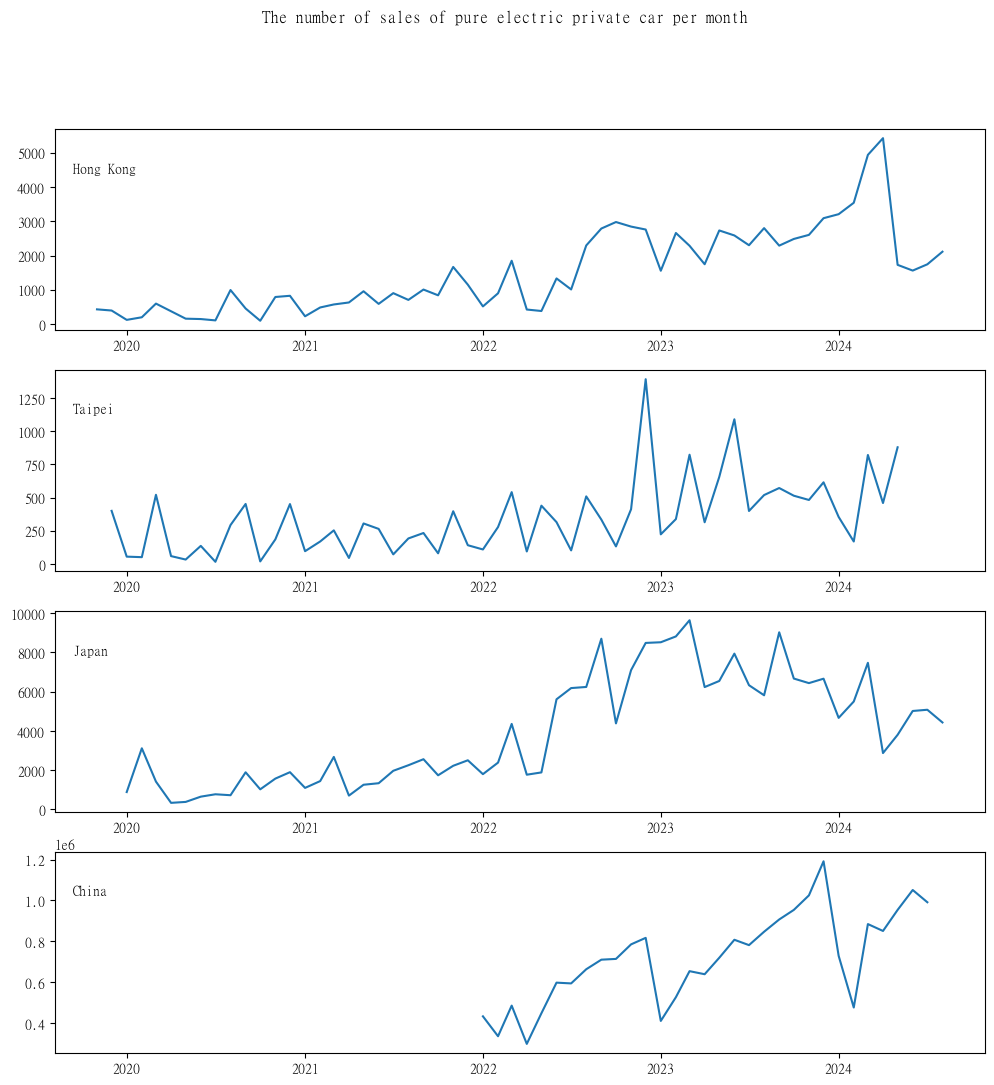 The number of sales of pure electric private car per month
5000
Hong Kong
4000
3000
2000
1000
0
2020 2021 2022 2023 2024
1250
Taipei
1000
750
500
250
0
2020 2021 2022 2023 2024
10000
8000
Japan
6000
4000
2000
0
2020 2021 2022 2023 2024
1e6
1.2
China
1.0
0.8
0.6
0.4
2020 2021 2022 2023 2024